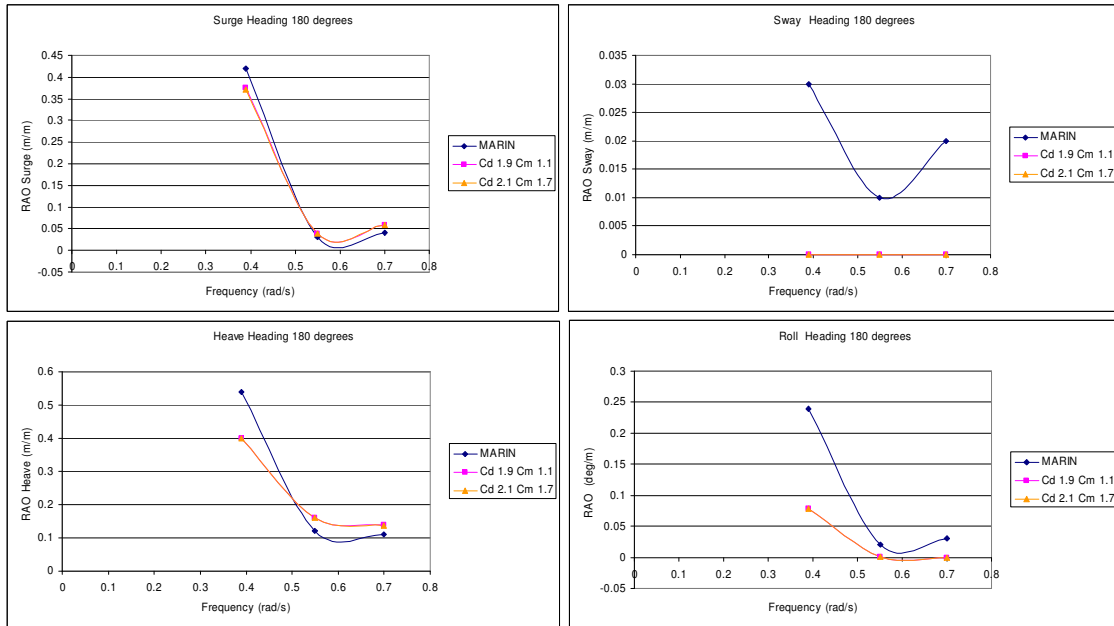 Surge Heading 180 degrees
0.45
0.4
0.35
0.3
0.25
0.2
0.15
0.1
0.05
0
-0.05
0 0.1 0.2 0.3 0.4 0.5 0.6 0.7 0.8
RAO Surge (m/m)
Frequency (rad/s)
MARIN
Cd 1.9 Cm 1.1
Cd 2.1 Cm 1.7
Sway Heading 180 degrees
0.035
0.03
0.025
0.02
0.015
0.01
0.005
0
0 0.1 0.2 0.3 0.4 0.5 0.6 0.7 0.8
RAO Sway (m/m)
Frequency (rad/s)
MARIN
Cd 1.9 Cm 1.1
Cd 2.1 Cm 1.7
Heave Heading 180 degrees
0.6
0.5
0.4
0.3
0.2
0.1
0
0 0.1 0.2 0.3 0.4 0.5 0.6 0.7 0.8
RAO Heave (m/m)
Frequency (rad/s)
MARIN
Cd 1.9 Cm 1.1
Cd 2.1 Cm 1.7
Roll Heading 180 degrees
0.3
0.25
0.2
0.15
0.1
0.05
0
-0.05
0 0.1 0.2 0.3 0.4 0.5 0.6 0.7 0.8
RAO (deg/m)
Frequency (rad/s)
MARIN
Cd 1.9 Cm 1.1
Cd 2.1 Cm 1.7